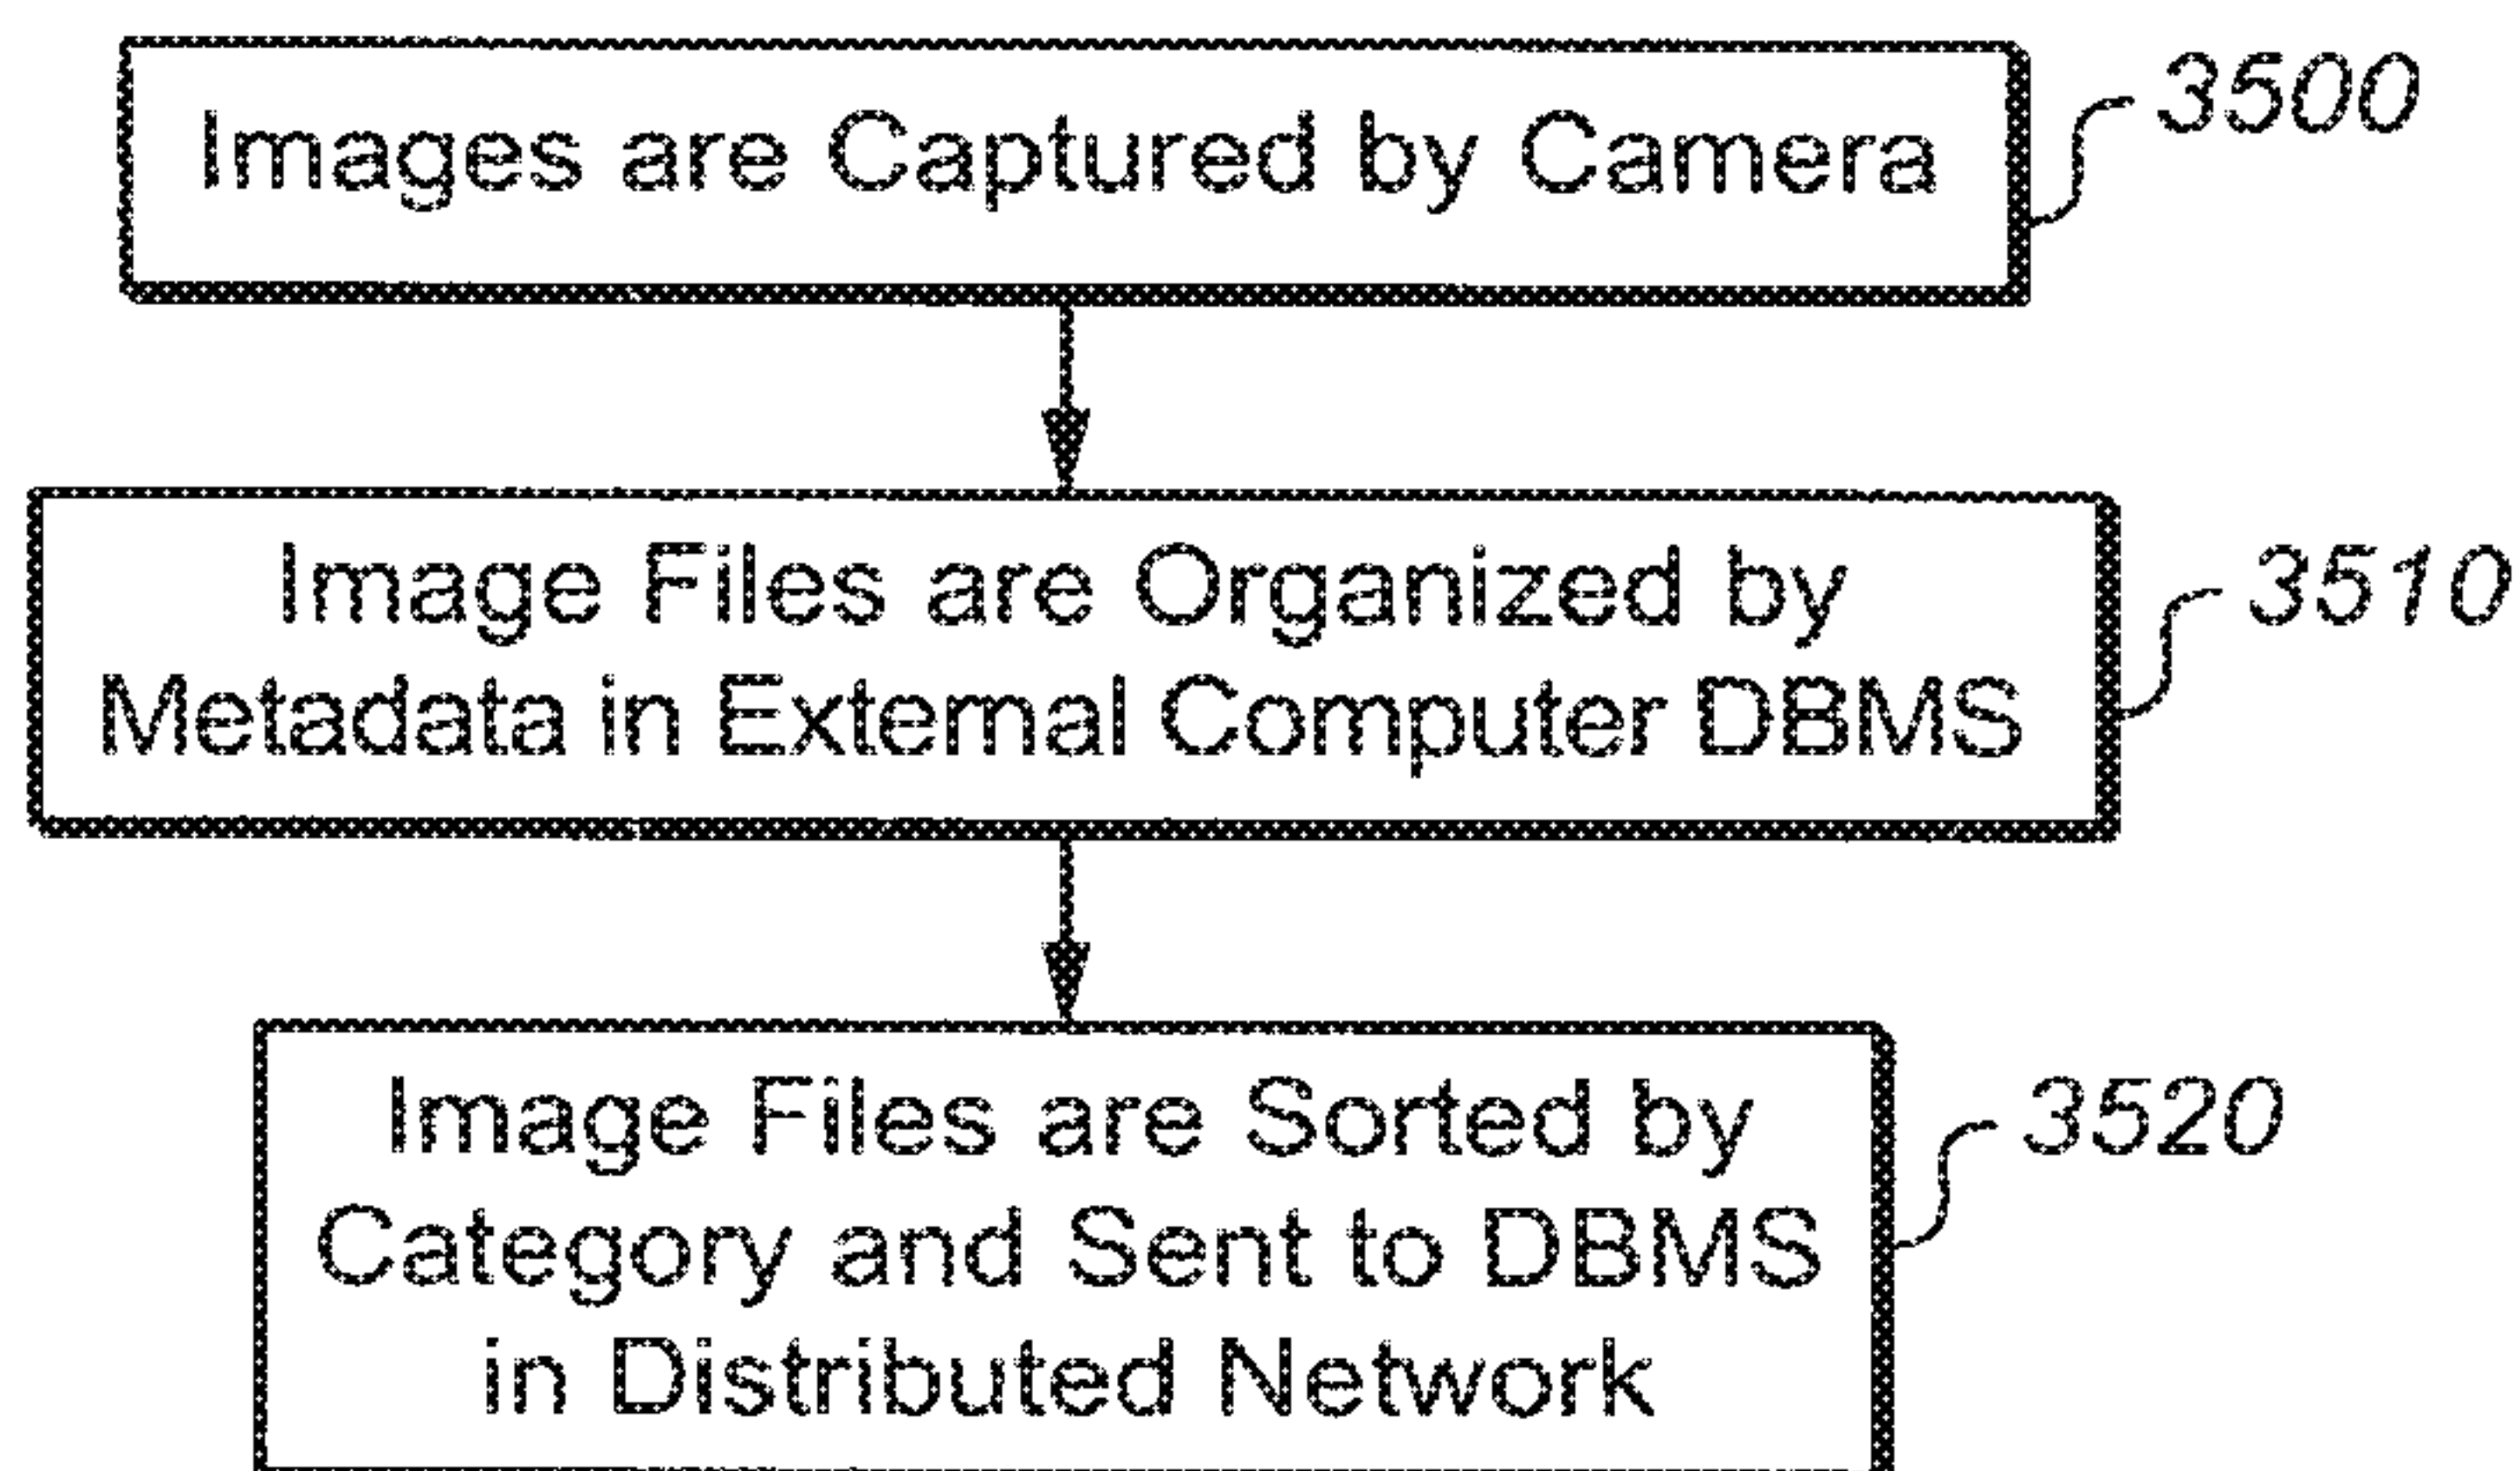 Images are Captured by Camera
3500
Image Files are Organized by
Metadata in External Computer DBMS
3510
Image Files are Sorted by
Category and Sent to DBMS
in Distributed Network
3520